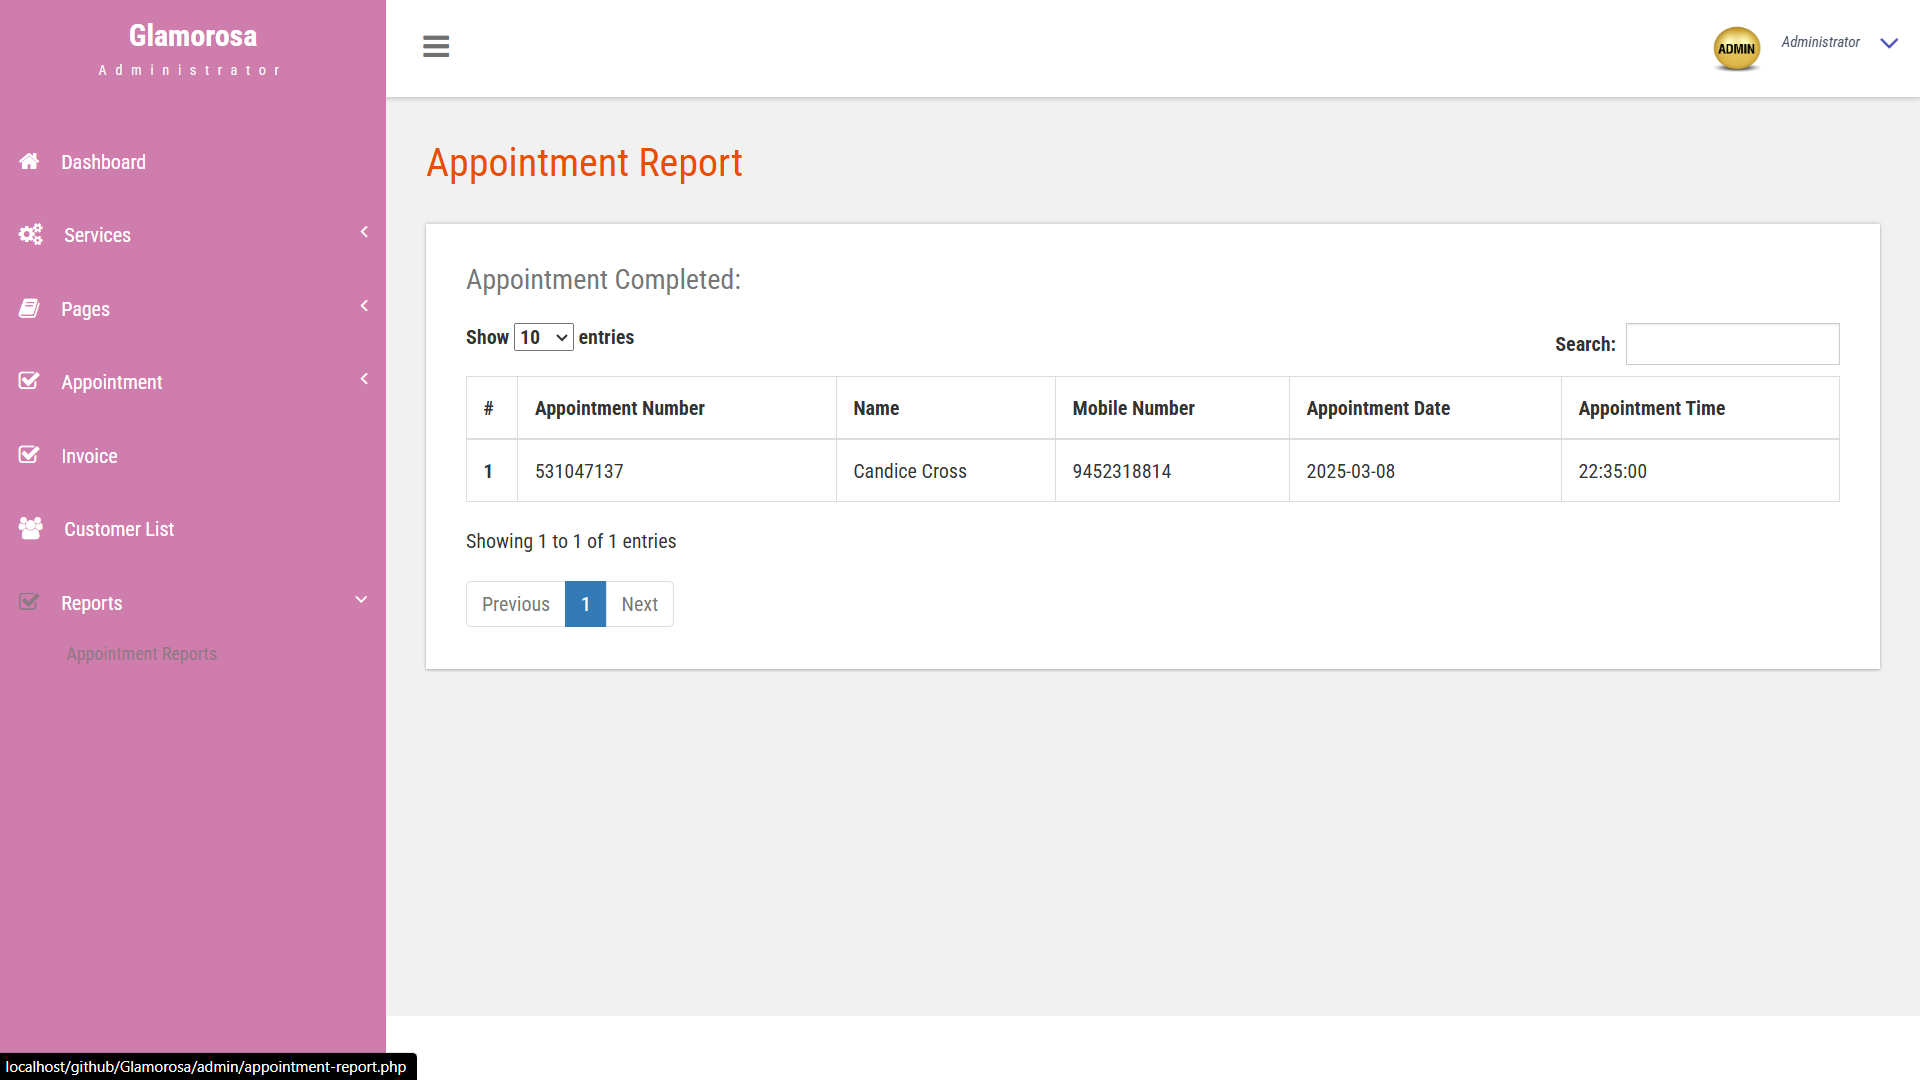 Glamorosa
Administrator
ADMIN
Administrator
Dashboard
Services
Pages
Appointment
Invoice
Customer List
Reports
Appointment Reports
Appointment Report
Appointment Completed:
Show 10 entries
Search:
# Appointment Number Name Mobile Number Appointment Date Appointment Time
1 531047137 Candice Cross 9452318814 2025-03-08 22:35:00
Showing 1 to 1 of 1 entries
Previous 1 Next
localhost/github/Glamorosa/admin/appointment-report.php